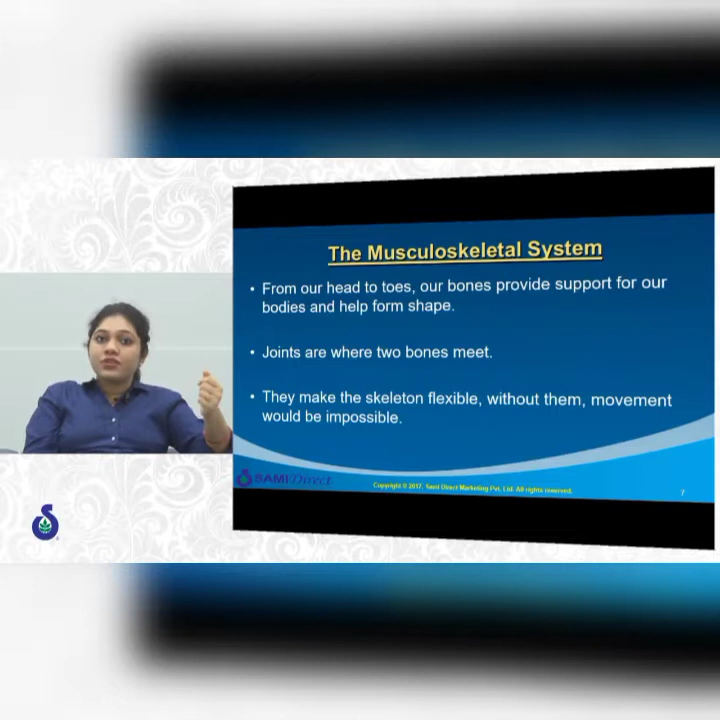 The Musculoskeletal System
• From our head to toes, our bones provide support for our
bodies and help form shape.
• Joints are where two bones meet.
• They make the skeleton flexible, without them, movement
would be impossible.
SAMI Direct
Copyright © 2017. Sami Direct Marketing Pvt. Ltd. All rights reserved.
7